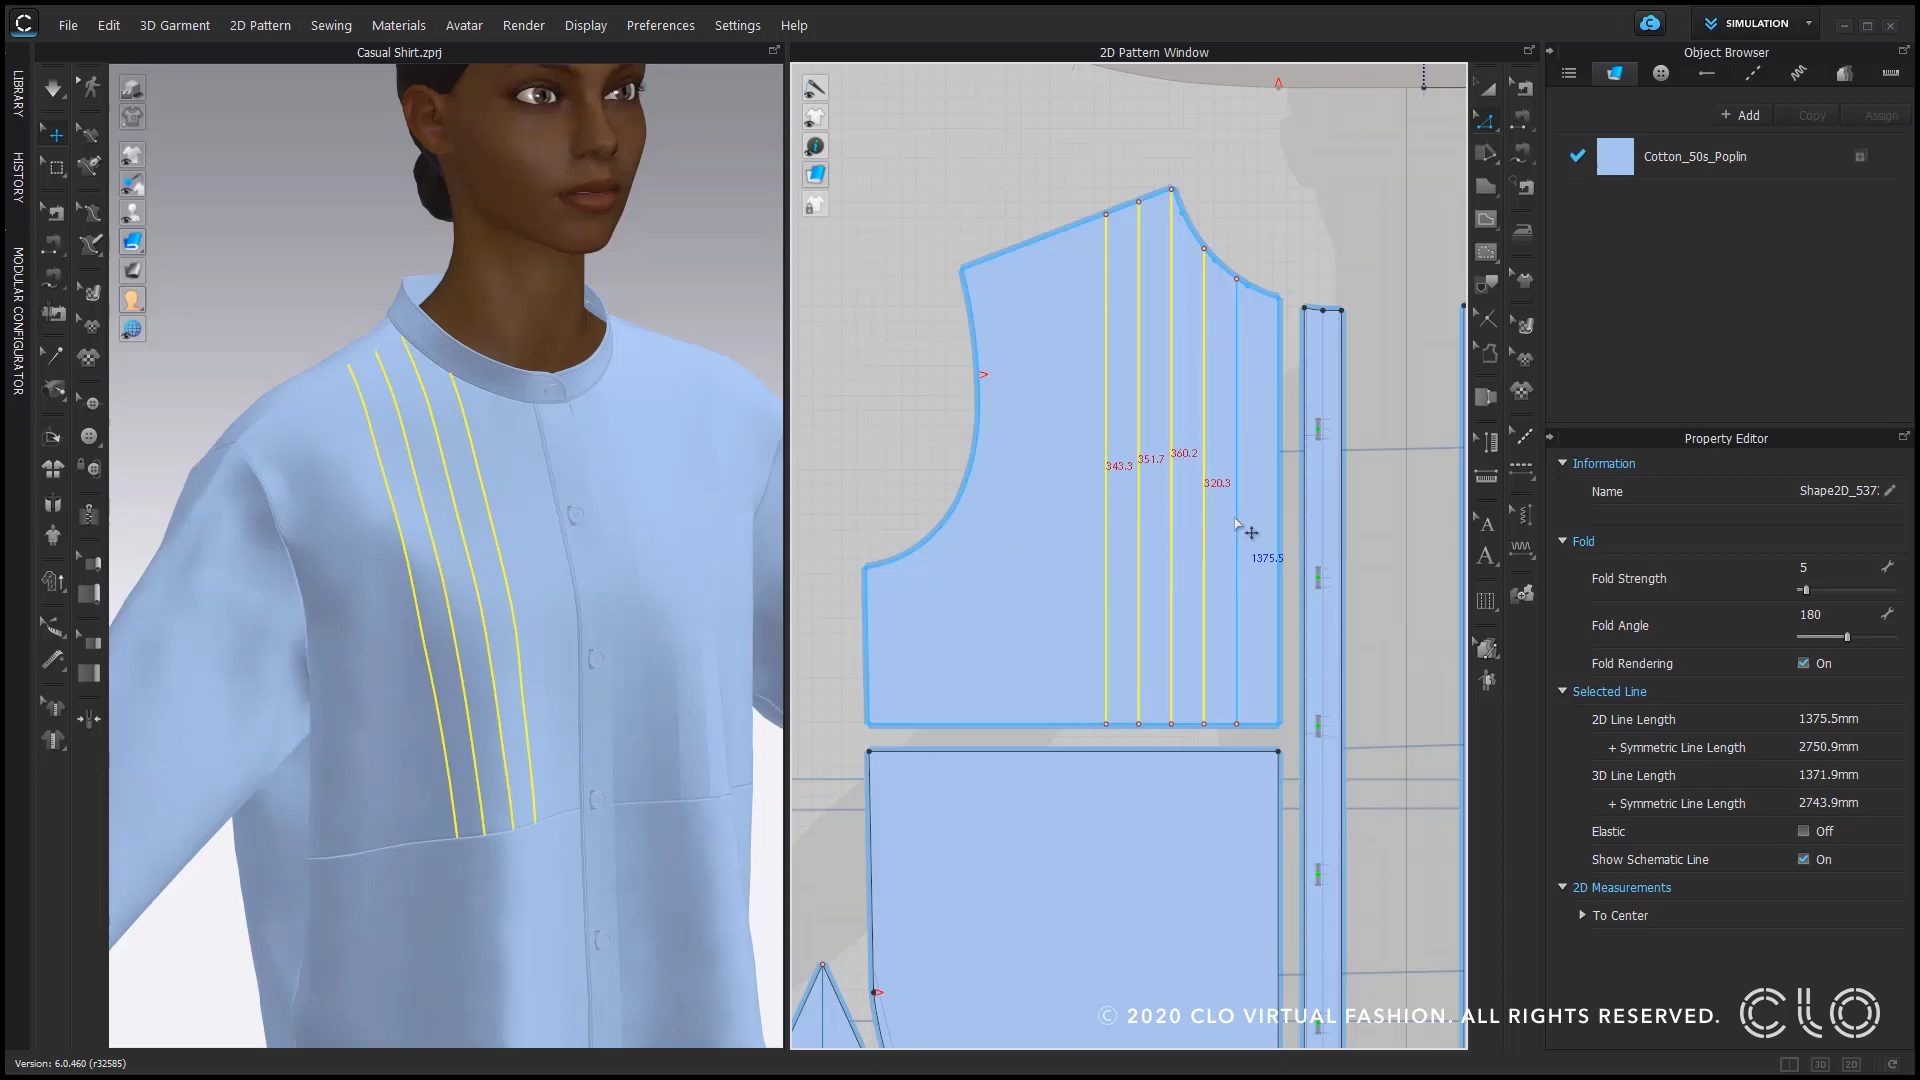 File Edit 3D Garment 2D Pattern Sewing Materials Avatar Render Display Preferences Settings Help
SIMULATION
Casual Shirt.zprj
2D Pattern Window
Object Browser
LIBRARY
HISTORY
MODULAR CONFIGURATOR
+ Add Copy Assign
Cotton_50s_Poplin
343.3
351.7
360.2
320.3
1375.5
Property Editor
Information
Name Shape2D_537
Fold
Fold Strength 5
Fold Angle 180
Fold Rendering On
Selected Line
2D Line Length 1375.5mm
+ Symmetric Line Length 2750.9mm
3D Line Length 1371.9mm
+ Symmetric Line Length 2743.9mm
Elastic Off
Show Schematic Line On
2D Measurements
To Center
A
A
© 2020 CLO VIRTUAL FASHION. ALL RIGHTS RESERVED.
CLO
Version: 6.0.460 (r32585)
3D 2D